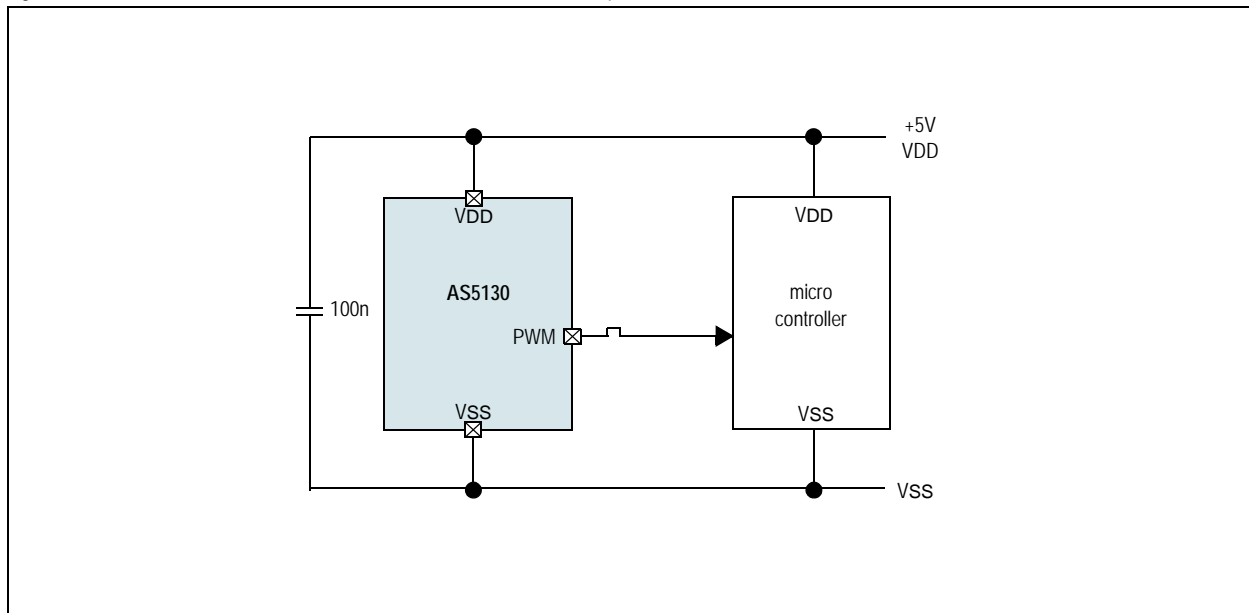 +5V
VDD
VDD
VDD
AS5130
micro
controller
100n
PWM
VSS
VSS
VSS